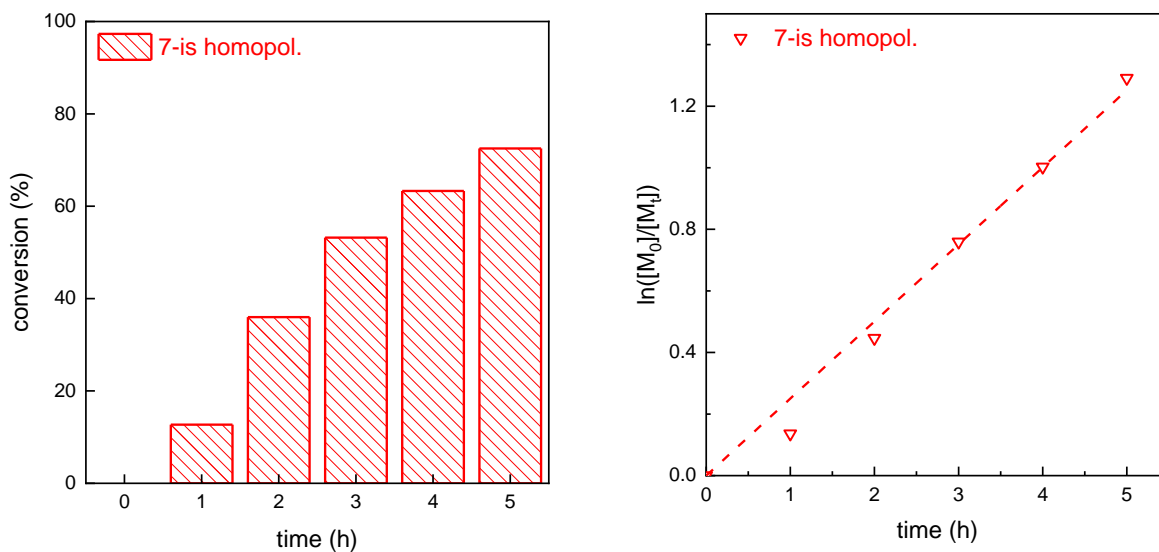 100
80
60
40
20
0
conversion (%)
7-is homopol.
0 1 2 3 4 5
time (h)
1.2
0.8
0.4
0.0
ln([M₀]/[Mₜ])
7-is homopol.
0 1 2 3 4 5
time (h)